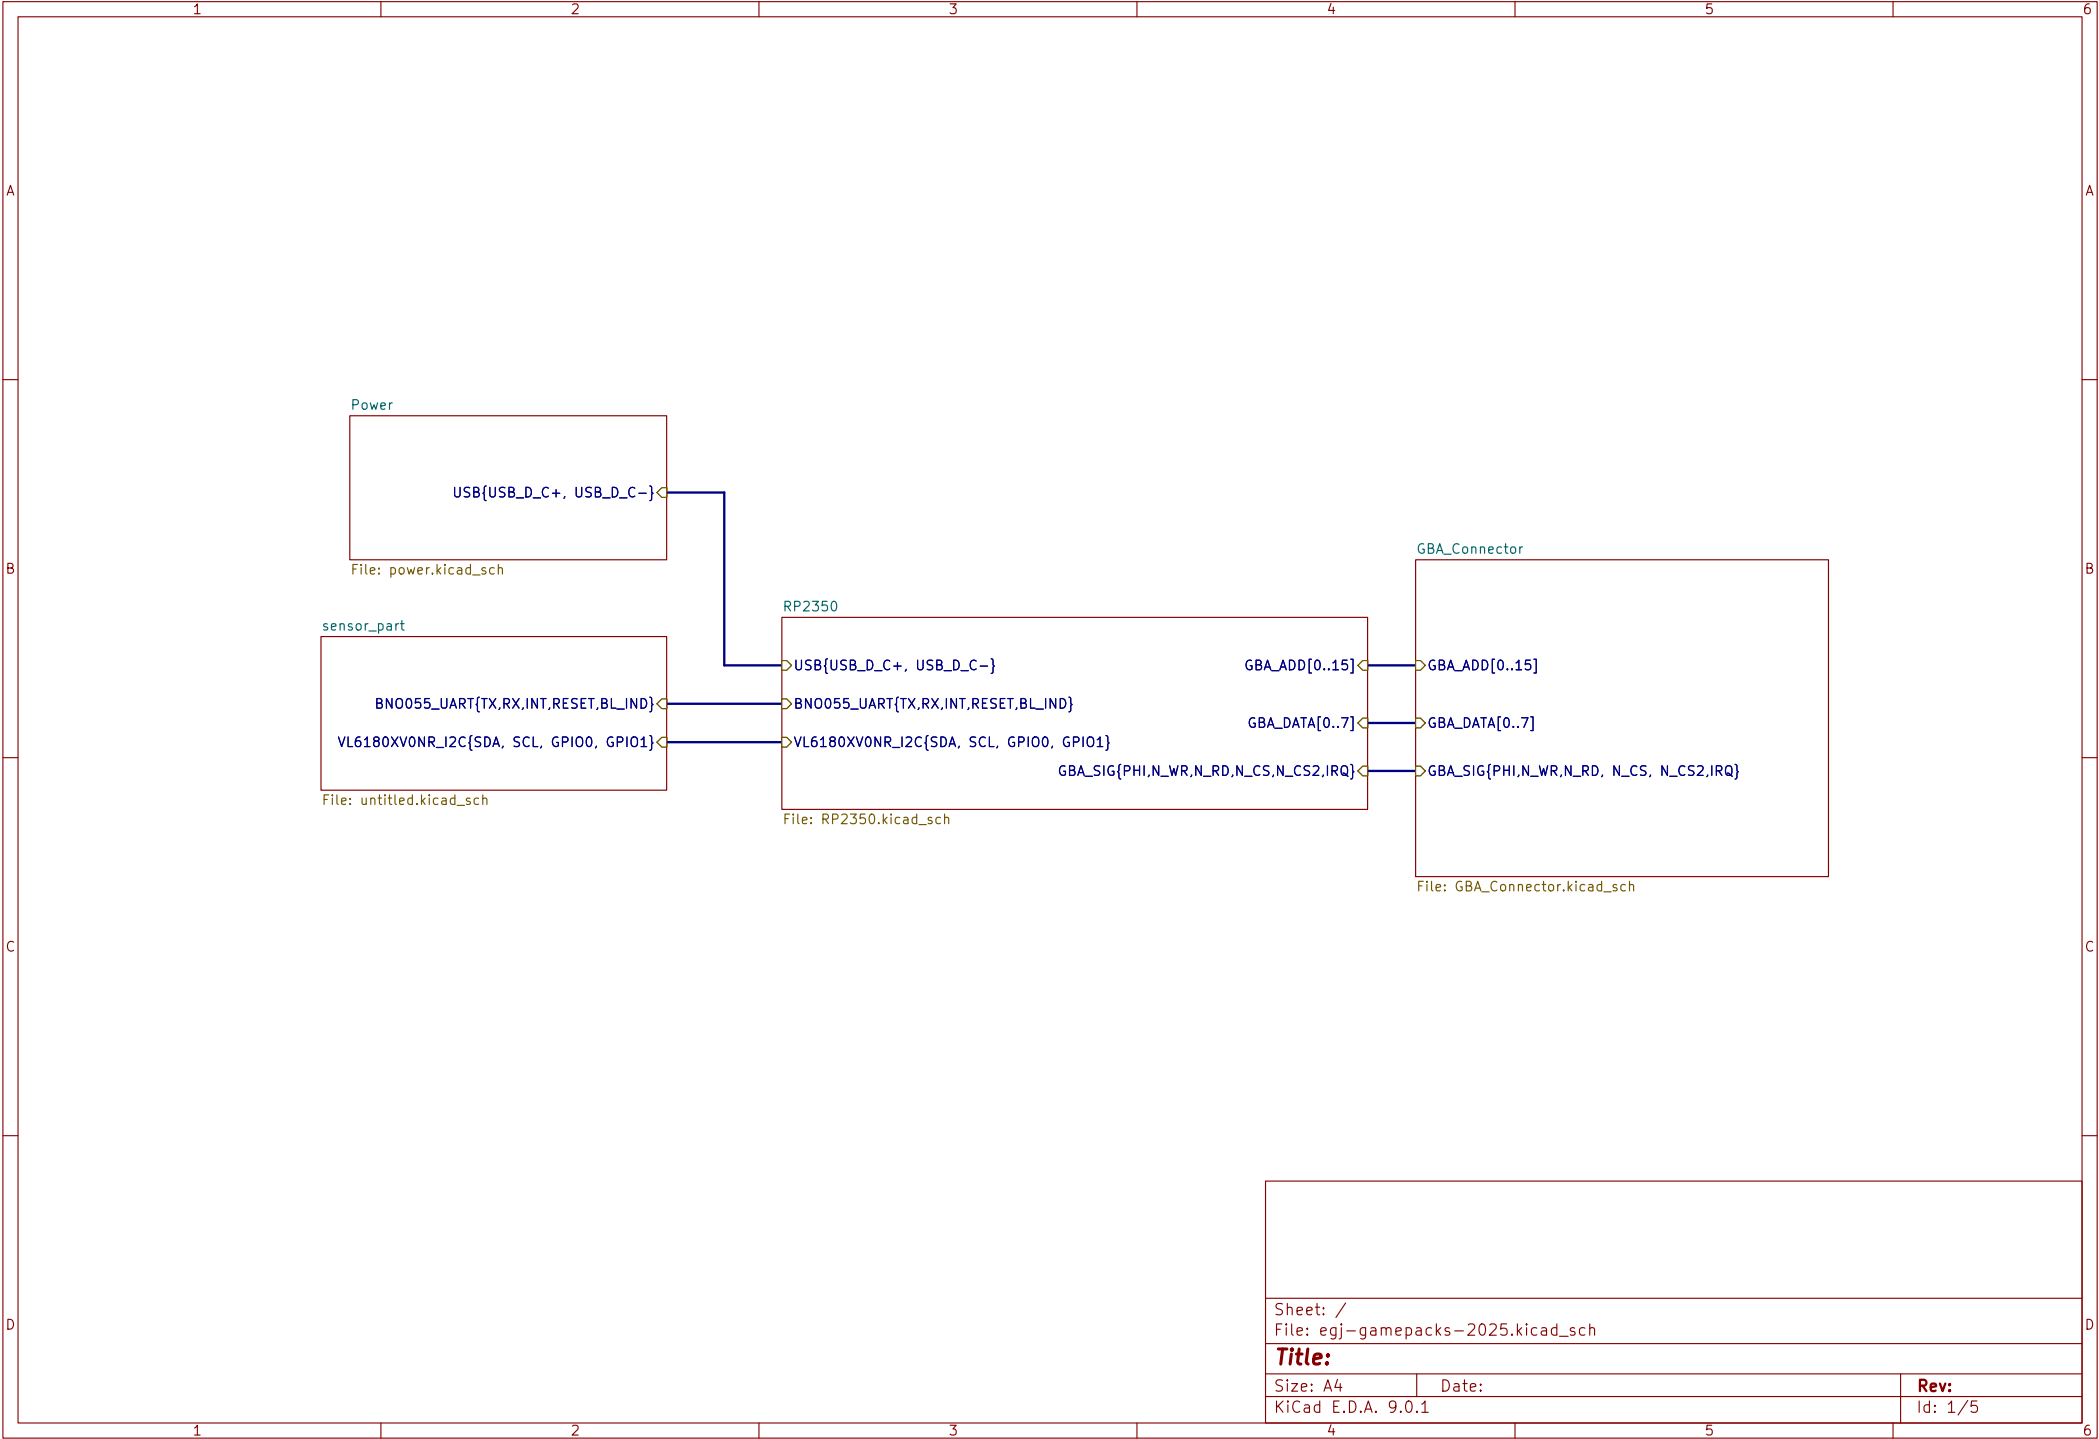 1 2 3 4 5 6
A A
Power
USB{USB_D_C+, USB_D_C-}
File: power.kicad_sch
B B
GBA_Connector
sensor_part
RP2350
USB{USB_D_C+, USB_D_C-}
GBA_ADD[0..15]
GBA_ADD[0..15]
BNO055_UART{TX,RX,INT,RESET,BL_IND}
BNO055_UART{TX,RX,INT,RESET,BL_IND}
GBA_DATA[0..7]
GBA_DATA[0..7]
VL6180XV0NR_I2C{SDA, SCL, GPIO0, GPIO1}
VL6180XV0NR_I2C{SDA, SCL, GPIO0, GPIO1}
GBA_SIG{PHI,N_WR,N_RD,N_CS,N_CS2,IRQ}
GBA_SIG{PHI,N_WR,N_RD, N_CS, N_CS2,IRQ}
File: untitled.kicad_sch
File: RP2350.kicad_sch
File: GBA_Connector.kicad_sch
C C
Sheet: /
File: egj-gamepacks-2025.kicad_sch
D D
Title:
Size: A4 Date: Rev:
KiCad E.D.A. 9.0.1 Id: 1/5
1 2 3 4 5 6